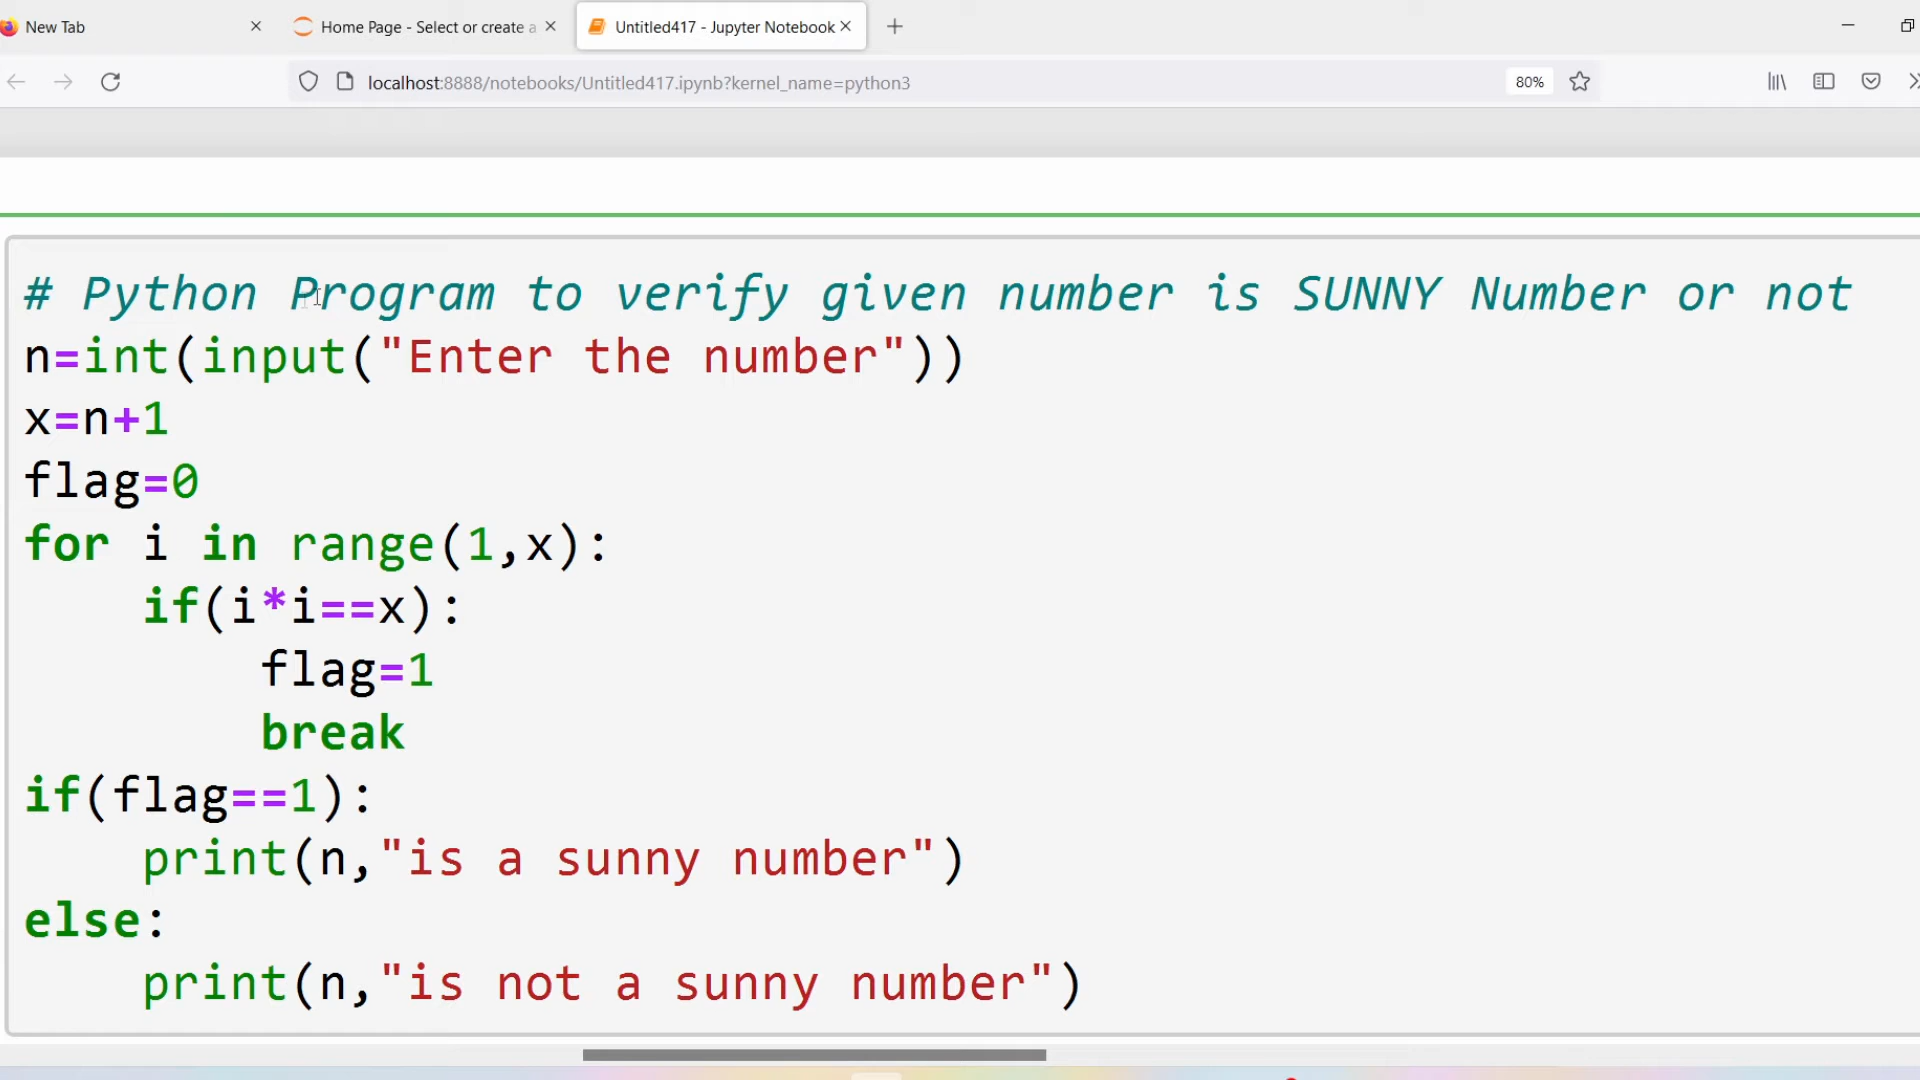 New Tab
Home Page - Select or create a
Untitled417 - Jupyter Notebook
localhost:8888/notebooks/Untitled417.ipynb?kernel_name=python3
80%
# Python Program to verify given number is SUNNY Number or not
n=int(input("Enter the number"))
x=n+1
flag=0
for i in range(1,x):
    if(i*i==x):
        flag=1
        break
if(flag==1):
    print(n,"is a sunny number")
else:
    print(n,"is not a sunny number")